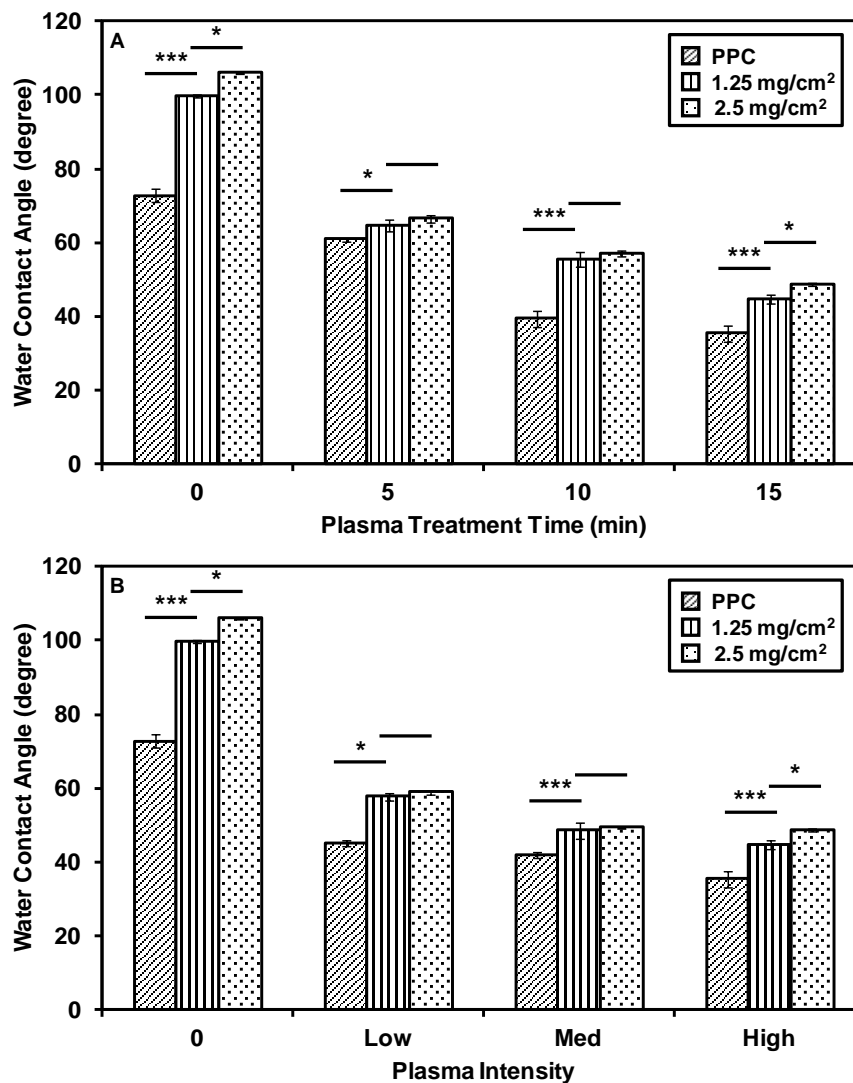 A
120
100
80
60
40
20
0
Water Contact Angle (degree)
PPC
1.25 mg/cm²
2.5 mg/cm²
*** *
*
***
*** *
0 5 10 15
Plasma Treatment Time (min)
B
120
100
80
60
40
20
0
Water Contact Angle (degree)
PPC
1.25 mg/cm²
2.5 mg/cm²
*** *
*
***
*** *
0 Low Med High
Plasma Intensity